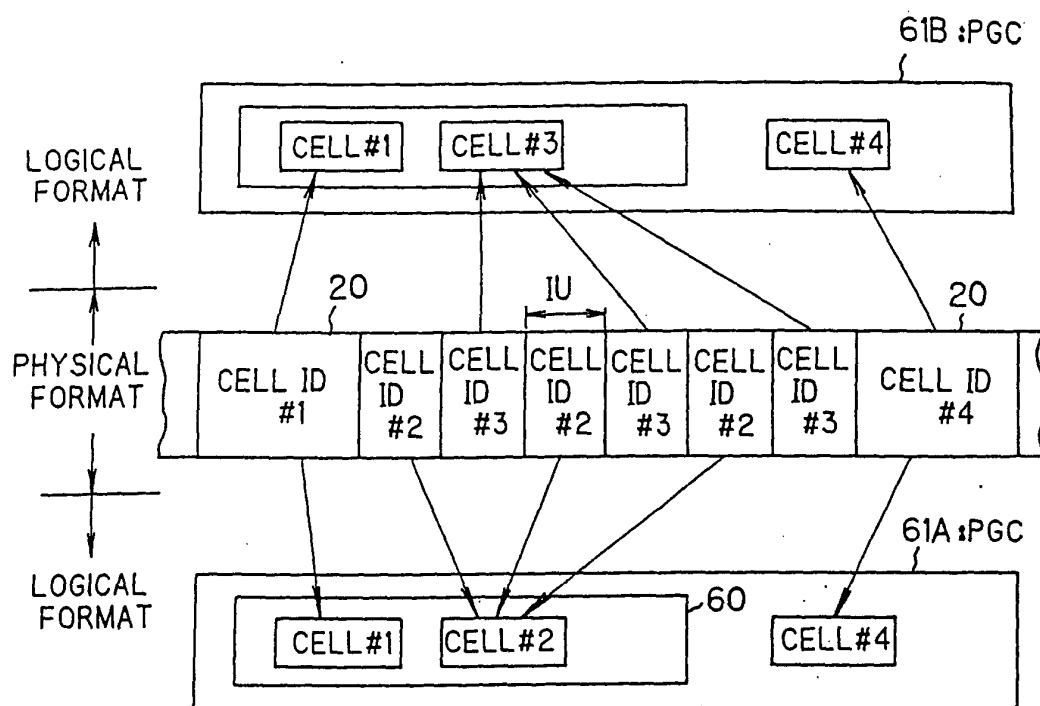 61B :PGC
CELL#1
CELL#3
CELL#4
LOGICAL
FORMAT
20
IU
20
PHYSICAL
FORMAT
CELL ID
#1
CELL
ID
#2
CELL
ID
#3
CELL
ID
#2
CELL
ID
#3
CELL
ID
#2
CELL
ID
#3
CELL ID
#4
61A :PGC
LOGICAL
FORMAT
60
CELL#1
CELL#2
CELL#4